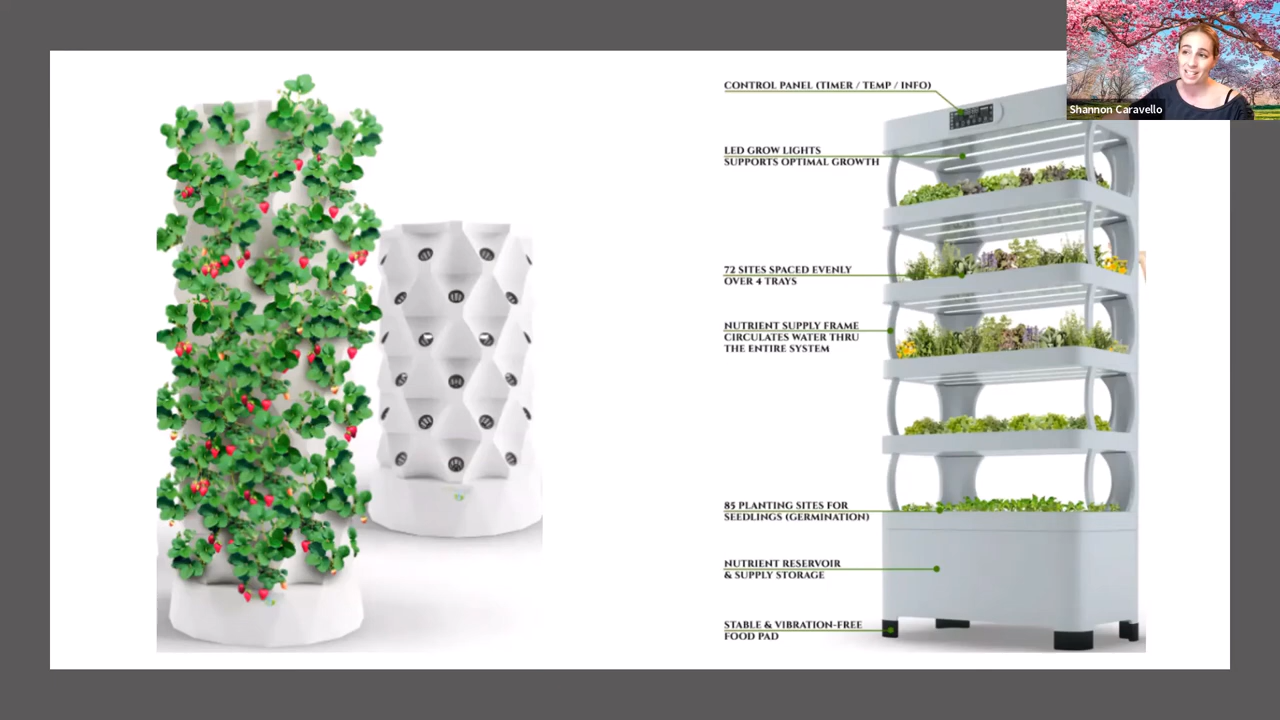 Shannon Caravello
CONTROL PANEL (TIMER / TEMP / INFO)
LED GROW LIGHTS
SUPPORTS OPTIMAL GROWTH
72 SITES SPACED EVENLY
OVER 4 TRAYS
NUTRIENT SUPPLY FRAME
CIRCULATES WATER THRU
THE ENTIRE SYSTEM
85 PLANTING SITES FOR
SEEDLINGS (GERMINATION)
NUTRIENT RESERVOIR
& SUPPLY STORAGE
STABLE & VIBRATION-FREE
FOOD PAD